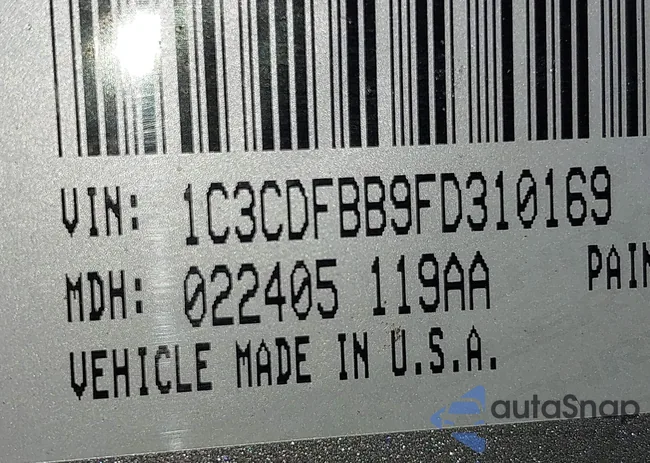 VIN: 1C3CDFBB9FD310169
MDH: 022405 119AA PAIN
VEHICLE MADE IN U.S.A.
autaSnap